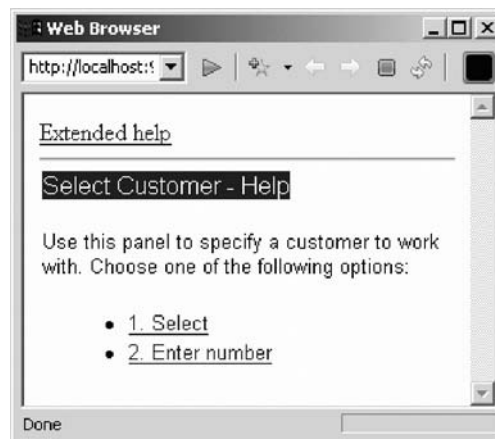 Web Browser
http://localhost:9
Extended help
Select Customer - Help
Use this panel to specify a customer to work
with. Choose one of the following options:
• 1. Select
• 2. Enter number
Done